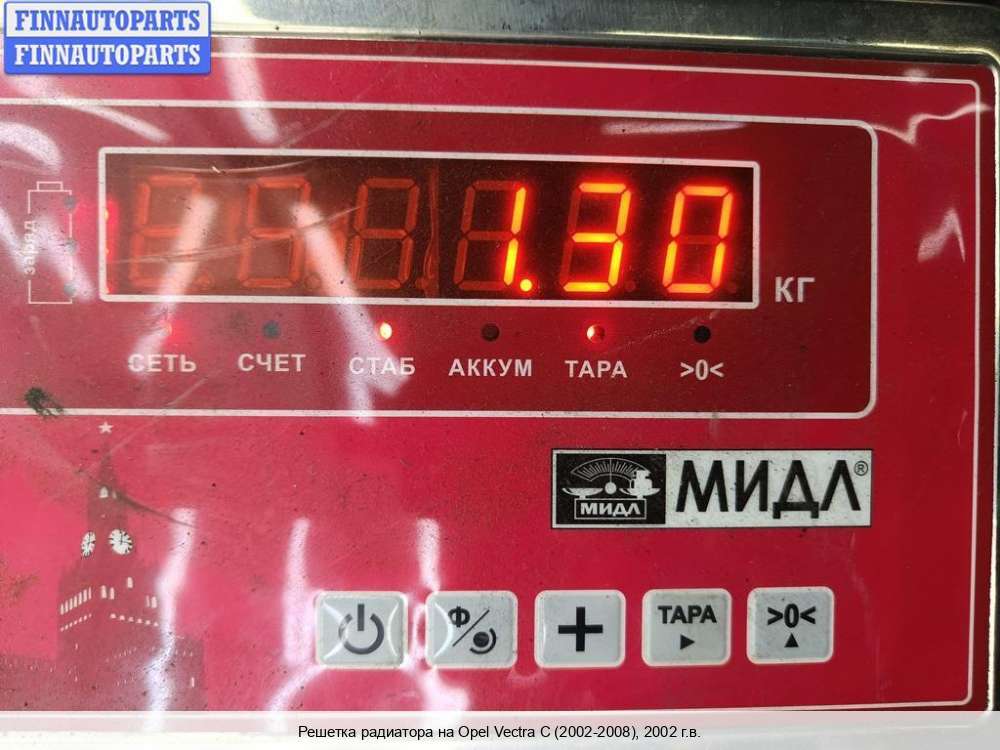 FINNAUTOPARTS
FINNAUTOPARTS
заряд
1.30
КГ
СЕТЬ СЧЕТ СТАБ АККУМ ТАРА >0<
МИДЛ МИДЛ®
Ф/ + ТАРА >0<
Решетка радиатора на Opel Vectra C (2002-2008), 2002 г.в.